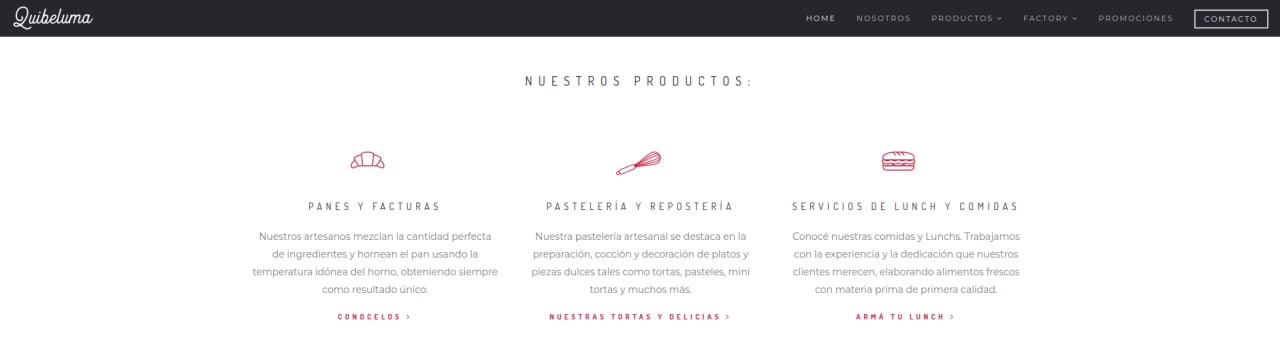 Quibeluma
HOME NOSOTROS PRODUCTOS FACTORY PROMOCIONES CONTACTO
NUESTROS PRODUCTOS:
PANES Y FACTURAS
Nuestros artesanos mezclan la cantidad perfecta
de ingredientes y hornean el pan usando la
temperatura idónea del horno, obteniendo siempre
como resultado único.
CONOCELOS >
PASTELERÍA Y REPOSTERÍA
Nuestra pastelería artesanal se destaca en la
preparación, cocción y decoración de platos y
piezas dulces tales como tortas, pasteles, mini
tortas y muchos más.
NUESTRAS TORTAS Y DELICIAS >
SERVICIOS DE LUNCH Y COMIDAS
Conocé nuestras comidas y Lunchs. Trabajamos
con la experiencia y la dedicación que nuestros
clientes merecen, elaborando alimentos frescos
con materia prima de primera calidad.
ARMÁ TU LUNCH >